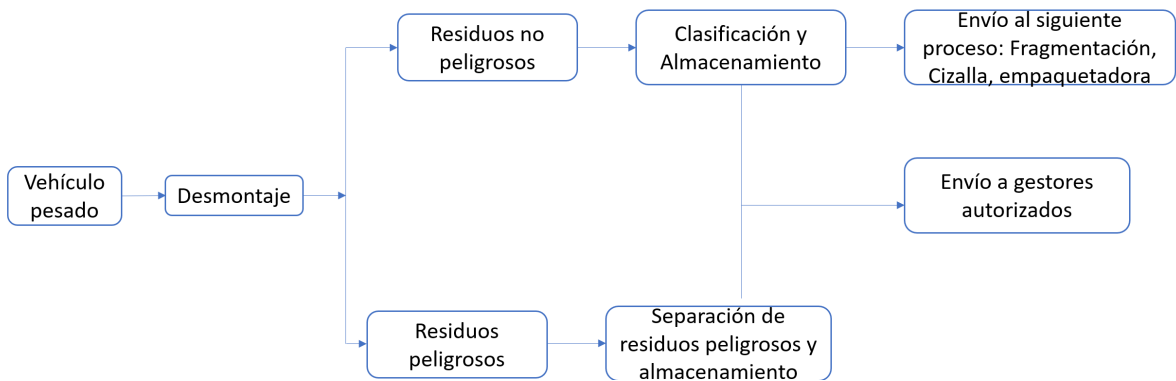 Vehículo
pesado
Desmontaje
Residuos no
peligrosos
Clasificación y
Almacenamiento
Envío al siguiente
proceso: Fragmentación,
Cizalla, empaquetadora
Envío a gestores
autorizados
Residuos
peligrosos
Separación de
residuos peligrosos y
almacenamiento